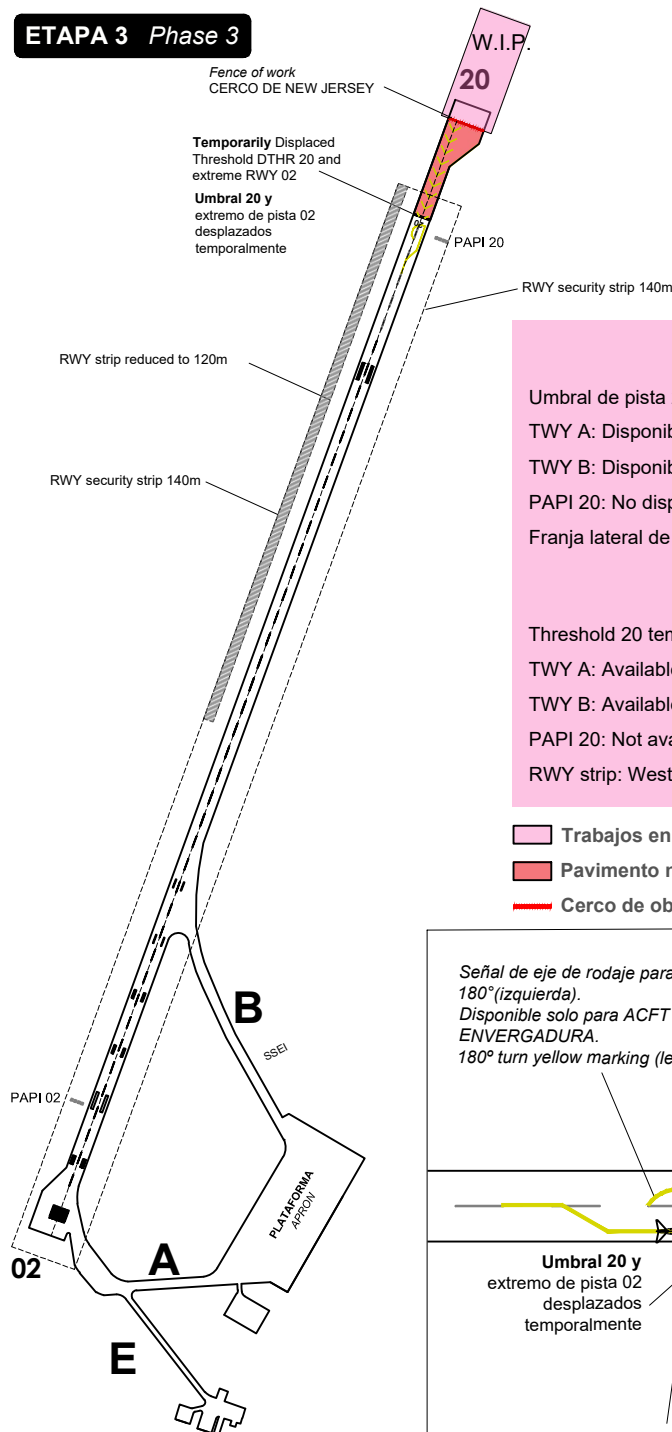 ETAPA 3 Phase 3
W.I.P.
20
Fence of work
CERCO DE NEW JERSEY
Temporarily Displaced
Threshold DTHR 20 and
extreme RWY 02
Umbral 20 y
extremo de pista 02
desplazados
temporalmente
20
PAPI 20
RWY security strip 140m
RWY strip reduced to 120m
RWY security strip 140m
Umbral de pista
TWY A: Disponib
TWY B: Disponib
PAPI 20: No disp
Franja lateral de
Threshold 20 tem
TWY A: Available
TWY B: Available
PAPI 20: Not ava
RWY strip: West
Trabajos en
Pavimento n
Cerco de ob
B
SSEI
PAPI 02
PLATAFORMA
APRON
02
A
E
Señal de eje de rodaje para
180°(izquierda).
Disponible solo para ACFT
ENVERGADURA.
180º turn yellow marking (le
Umbral 20 y
extremo de pista 02
desplazados
temporalmente